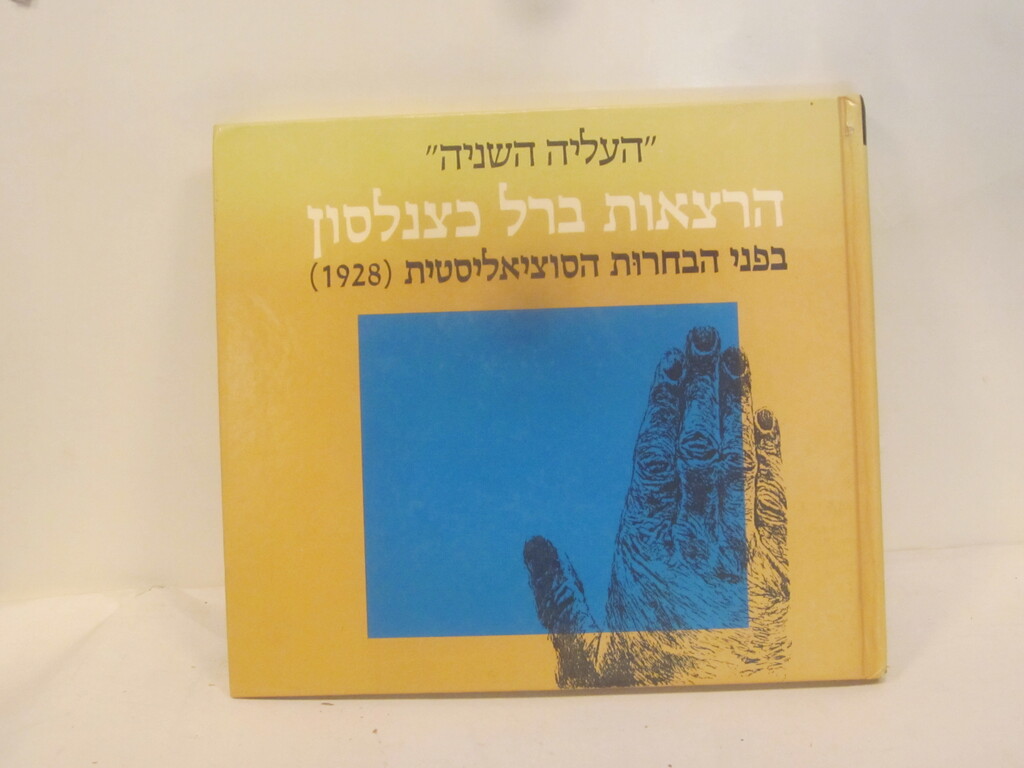 "העליה השניה"
הרצאות ברל כצנלסון
בפני הבחרות הסוציאליסטית (1928)